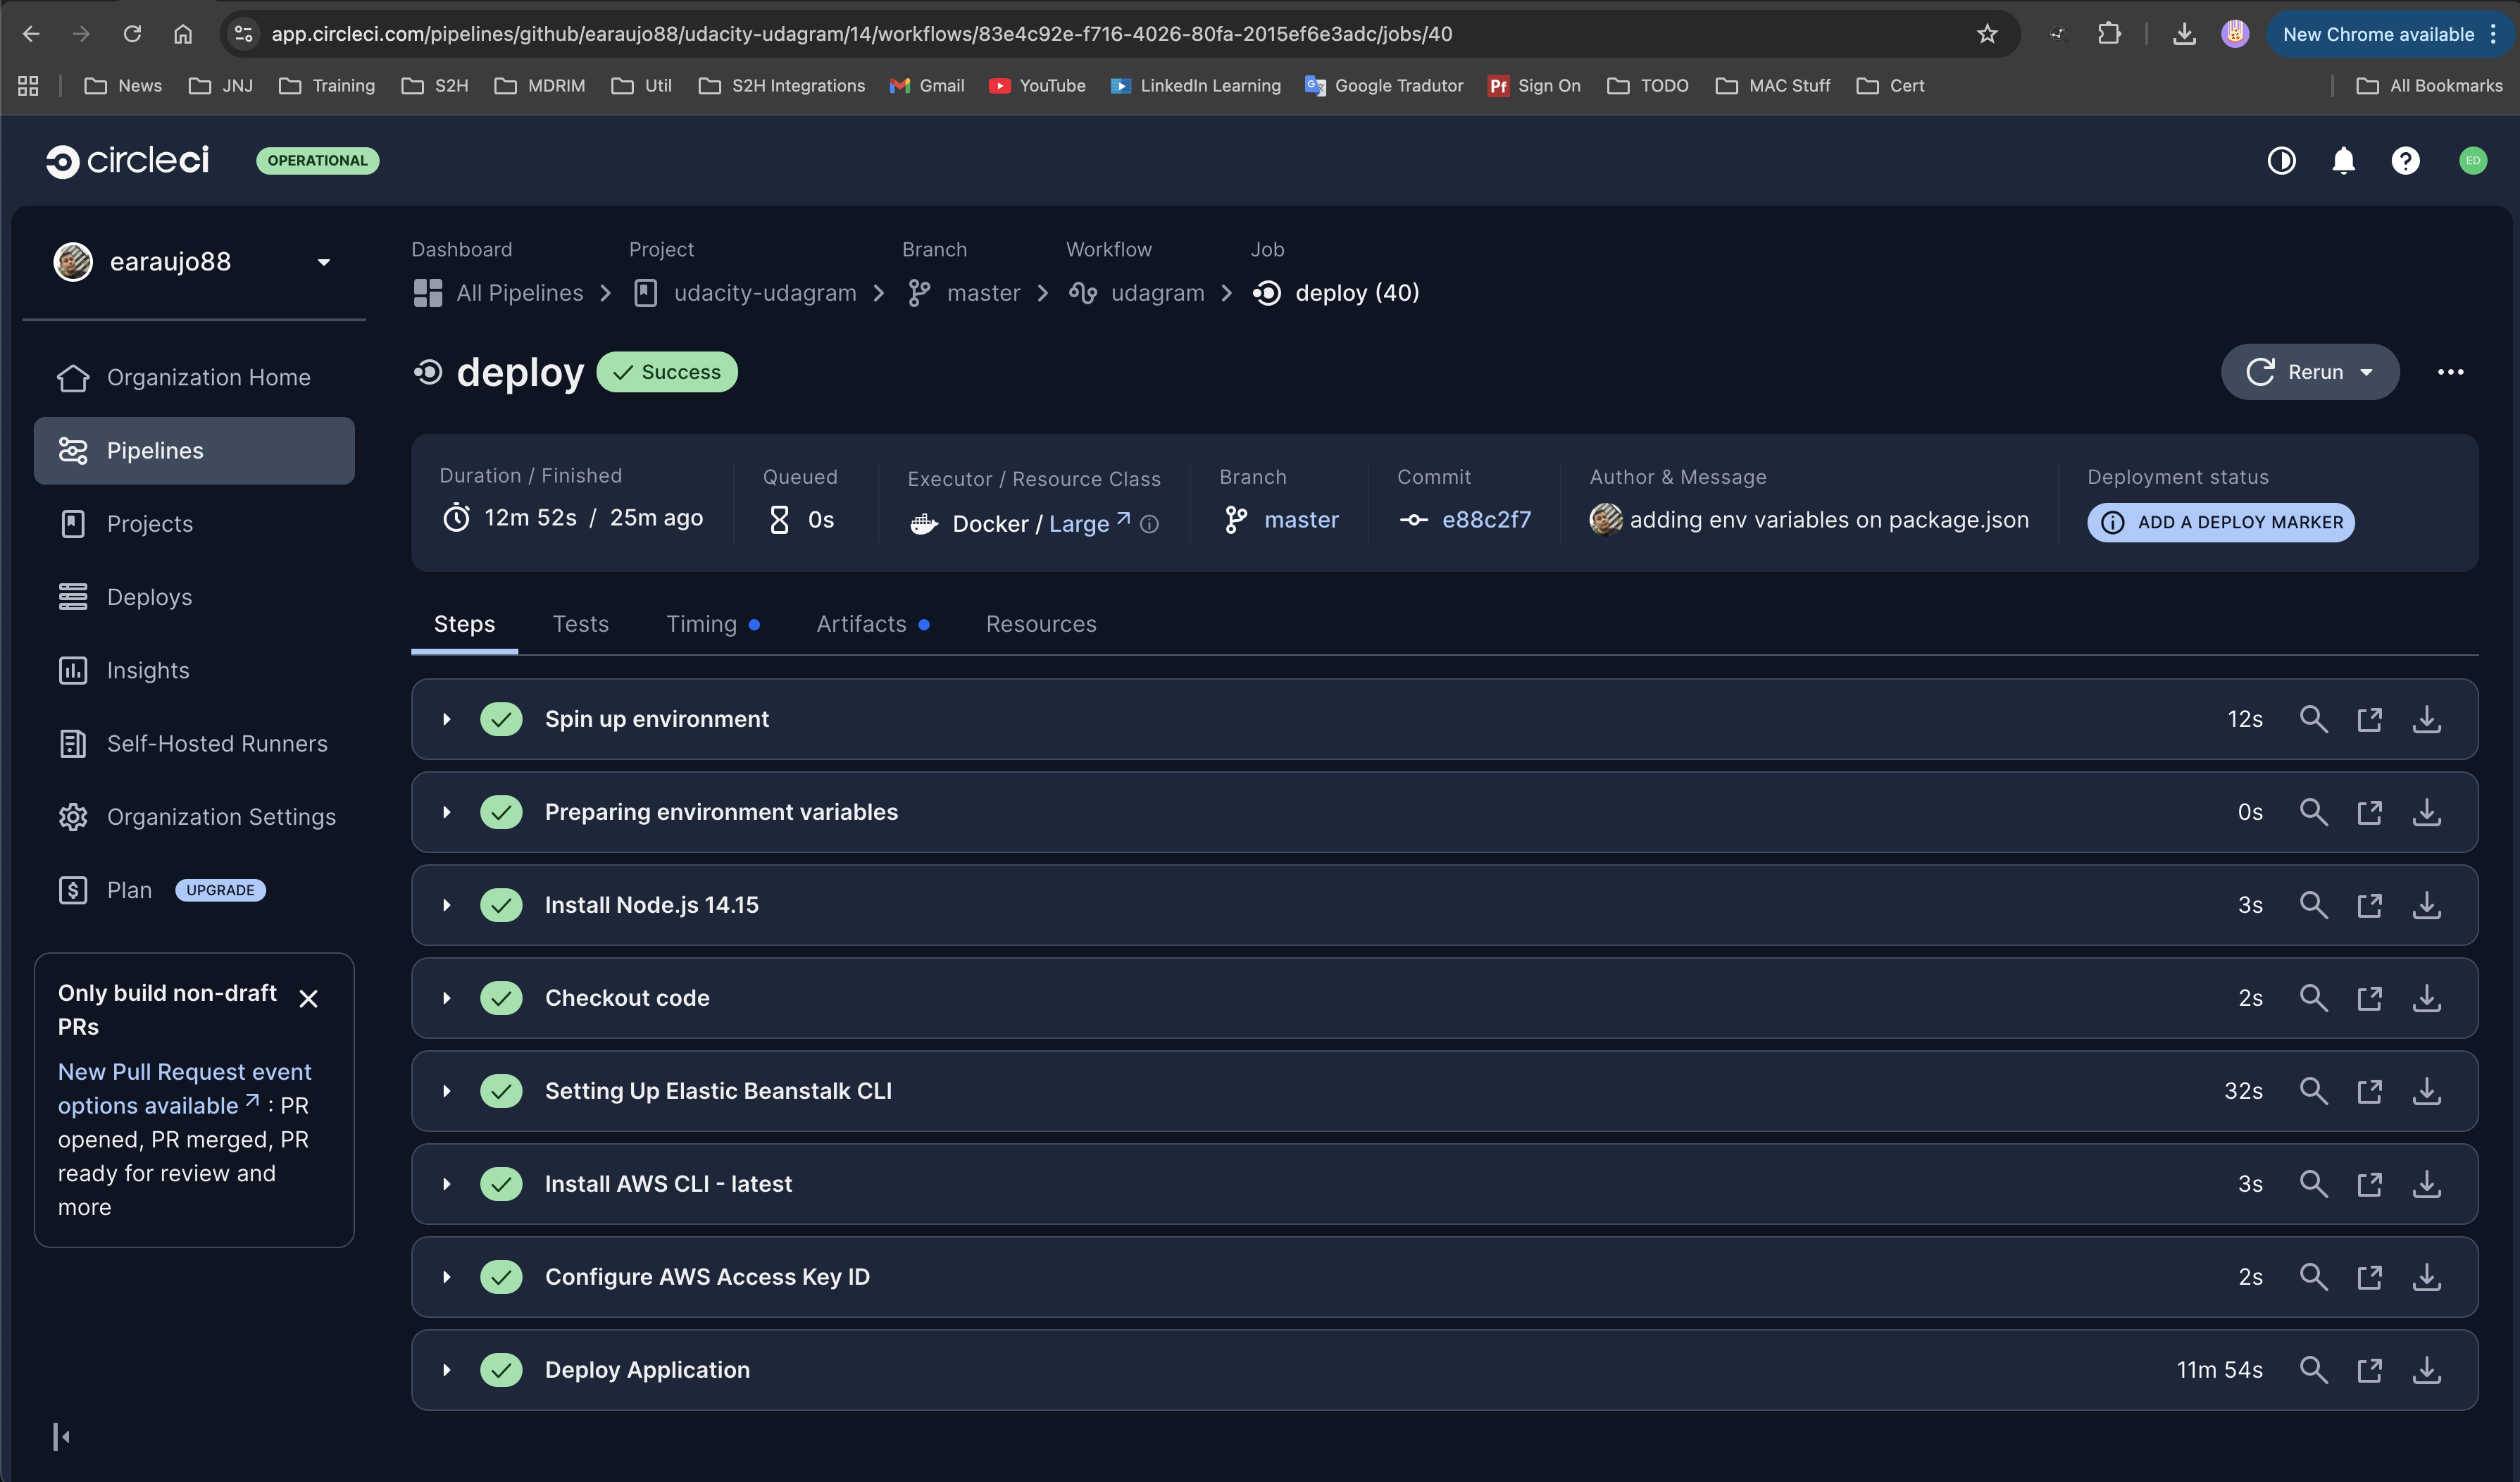 app.circleci.com/pipelines/github/earaujo88/udacity-udagram/14/workflows/83e4c92e-f716-4026-80fa-2015ef6e3adc/jobs/40
New Chrome available
News
JNJ
Training
S2H
MDRIM
Util
S2H Integrations
Gmail
YouTube
LinkedIn Learning
Google Tradutor
Pf Sign On
TODO
MAC Stuff
Cert
All Bookmarks
circleci
OPERATIONAL
ED
earaujo88
Organization Home
Pipelines
Projects
Deploys
Insights
Self-Hosted Runners
Organization Settings
Plan UPGRADE
Only build non-draft
PRs
New Pull Request event
options available : PR
opened, PR merged, PR
ready for review and
more
Dashboard Project Branch Workflow Job
All Pipelines udacity-udagram master udagram deploy (40)
deploy Success
Rerun
Duration / Finished
12m 52s / 25m ago
Queued
0s
Executor / Resource Class
Docker / Large
Branch
master
Commit
e88c2f7
Author & Message
adding env variables on package.json
Deployment status
ADD A DEPLOY MARKER
Steps Tests Timing Artifacts Resources
Spin up environment 12s
Preparing environment variables 0s
Install Node.js 14.15 3s
Checkout code 2s
Setting Up Elastic Beanstalk CLI 32s
Install AWS CLI - latest 3s
Configure AWS Access Key ID 2s
Deploy Application 11m 54s